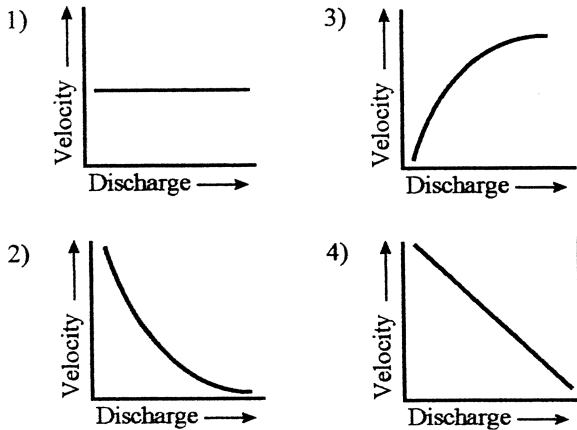 1)
Velocity
Discharge
2)
Velocity
Discharge
3)
Velocity
Discharge
4)
Velocity
Discharge